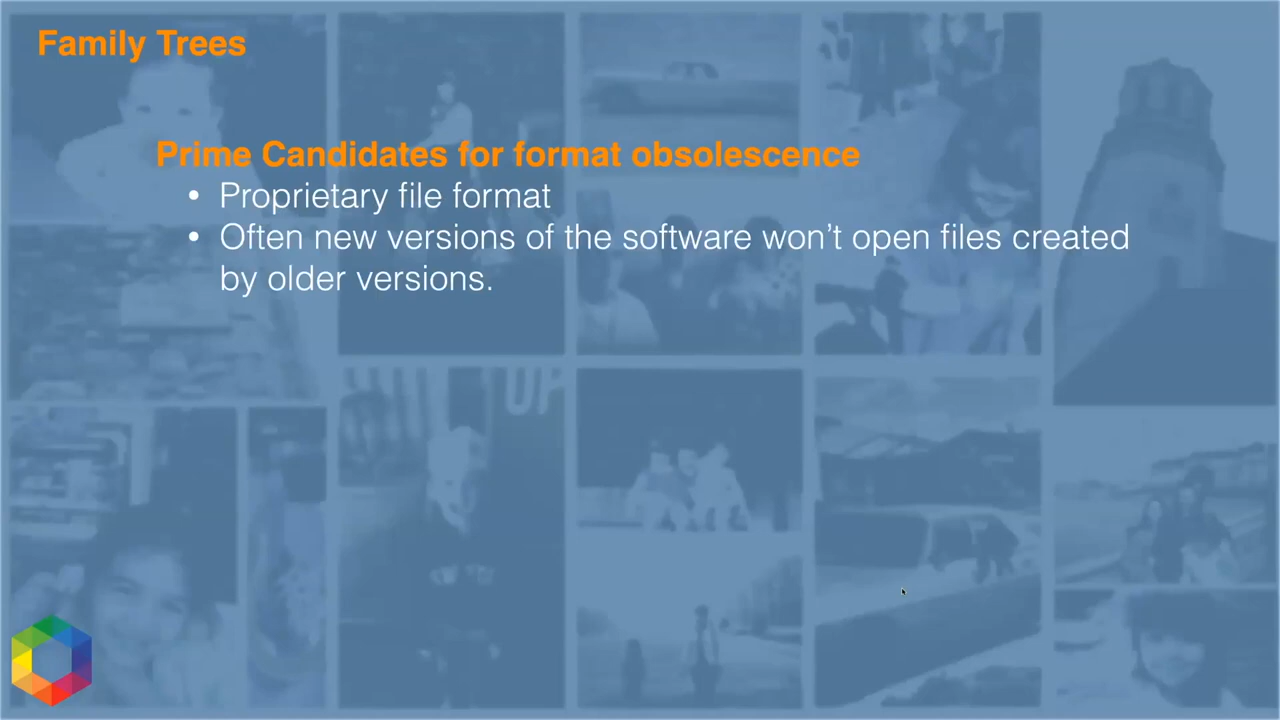 Family Trees
Prime Candidates for format obsolescence
• Proprietary file format
• Often new versions of the software won’t open files created
by older versions.
UP